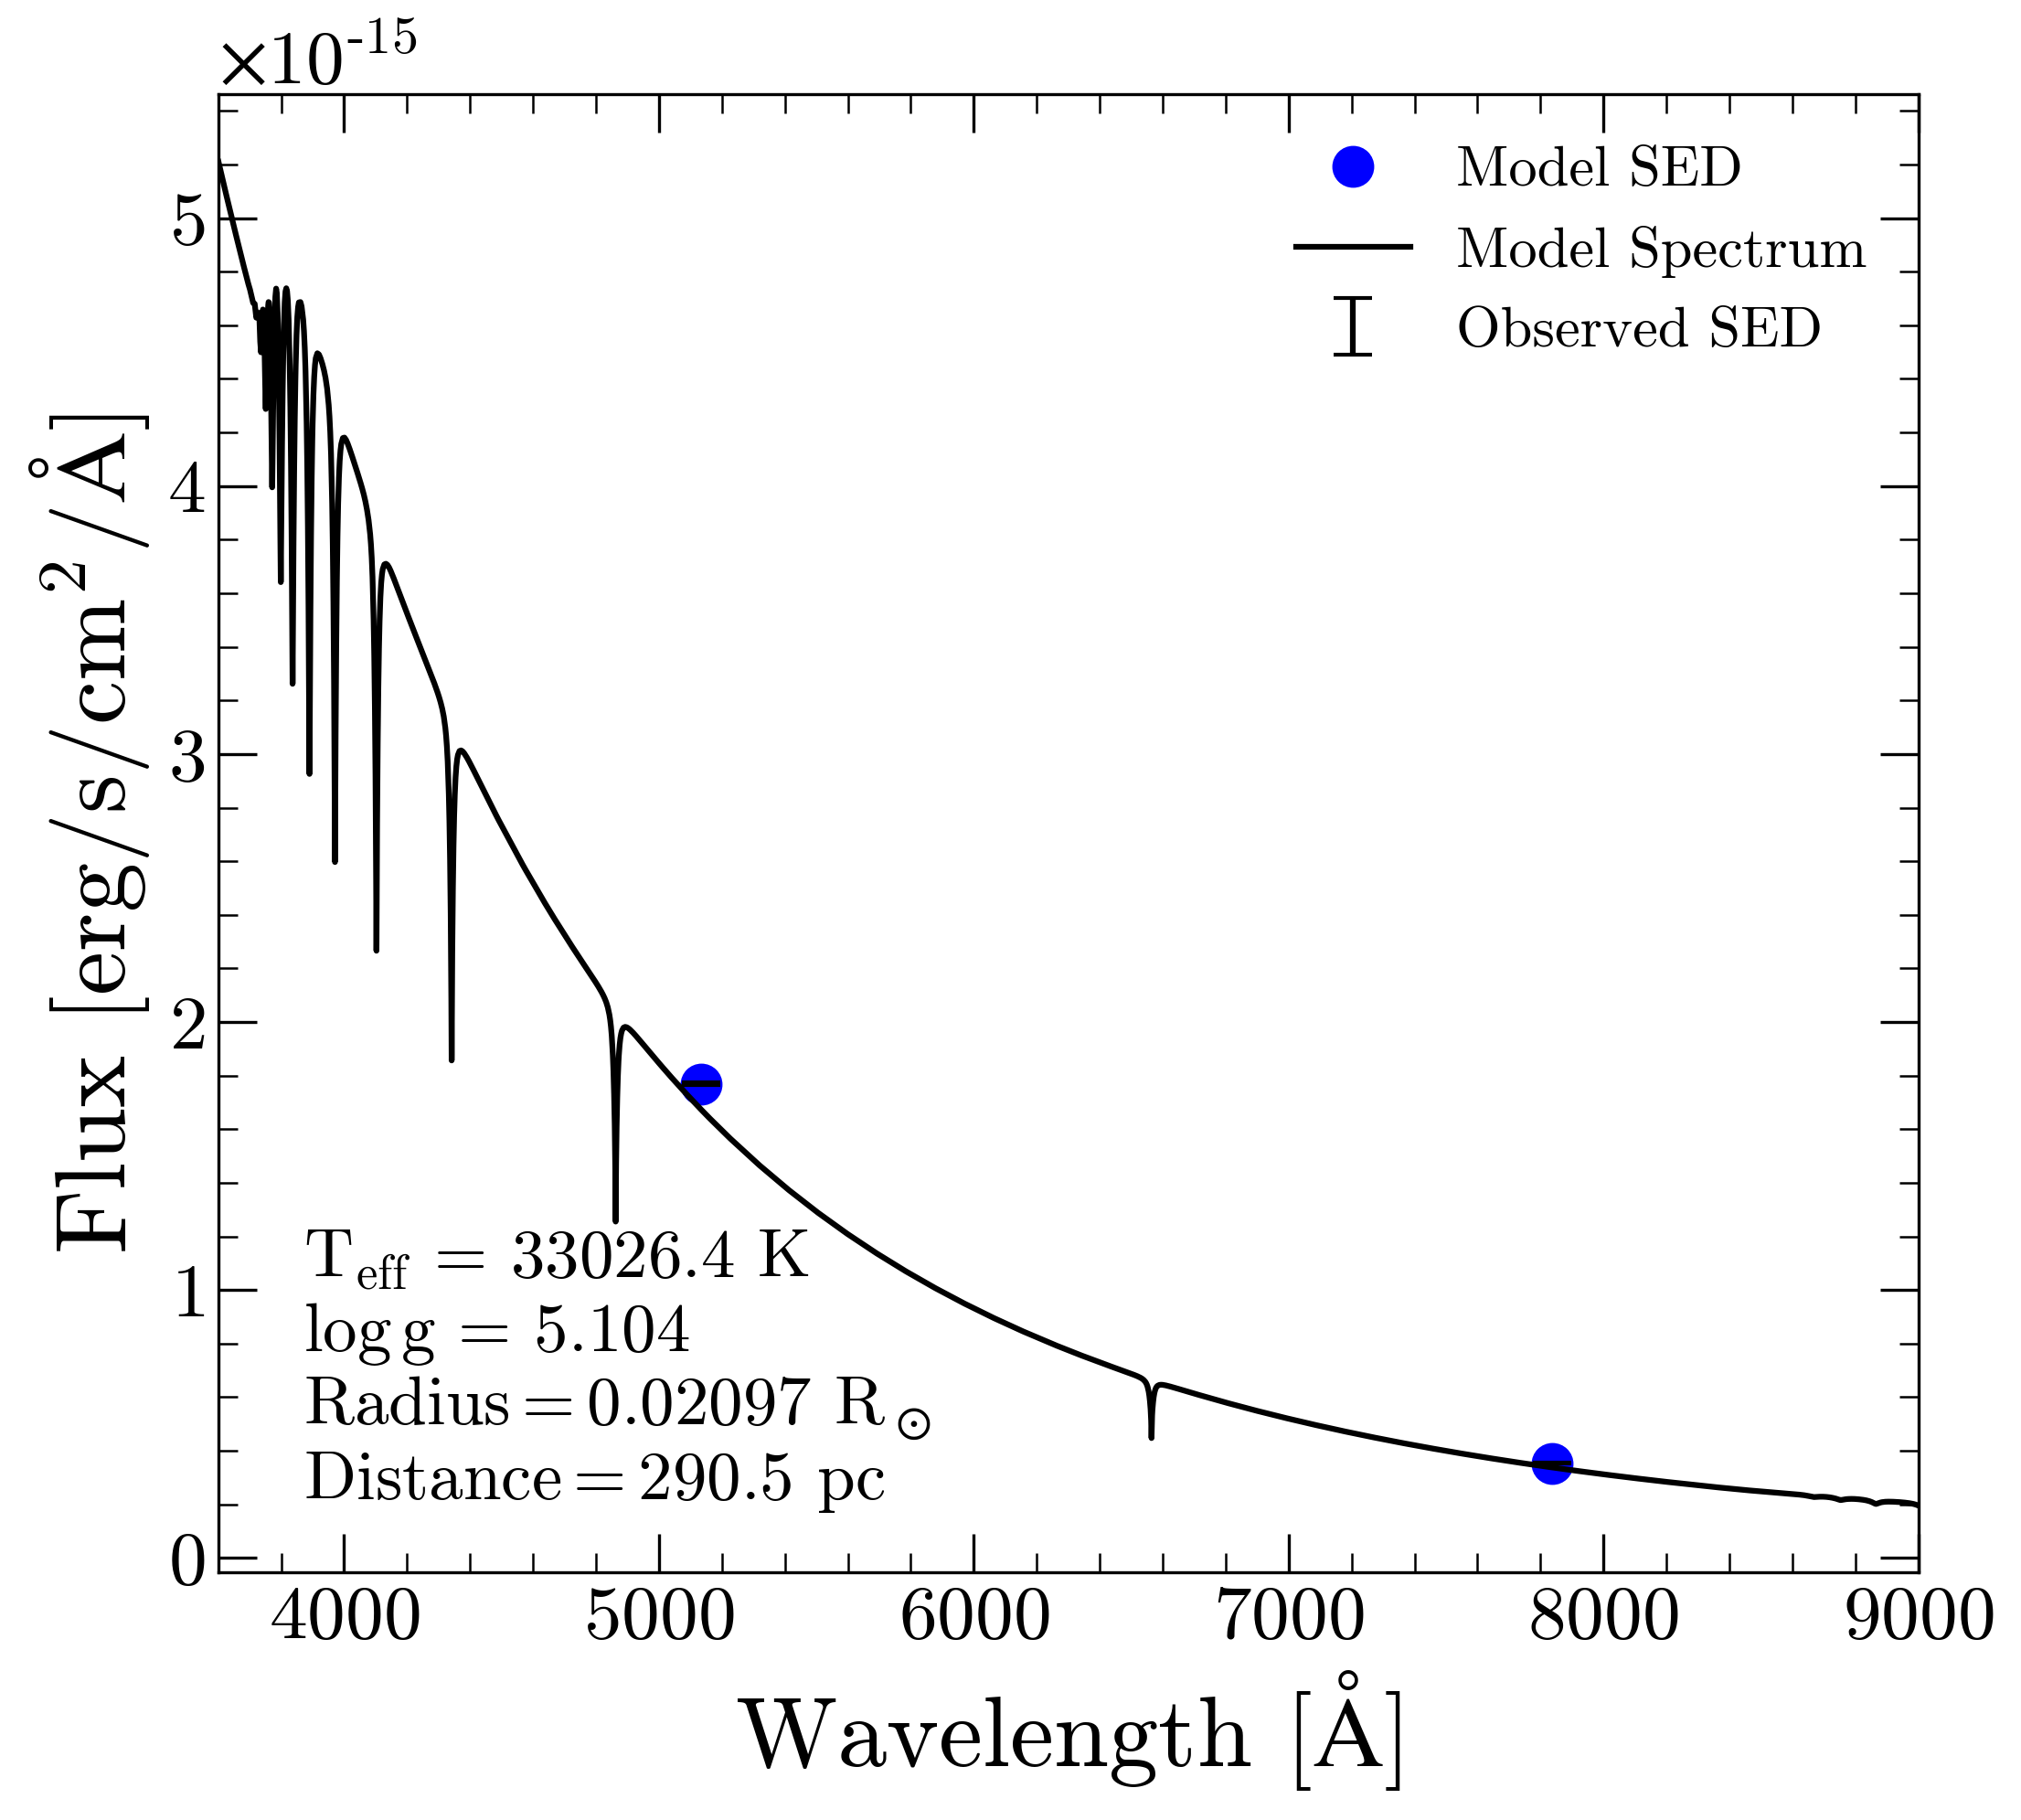 ×10⁻¹⁵
Model SED
Model Spectrum
Observed SED
5
4
3
2
1
0
Flux [erg/s/cm²/Å]
T_eff = 33026.4 K
log g = 5.104
Radius = 0.02097 R⊙
Distance = 290.5 pc
4000 5000 6000 7000 8000 9000
Wavelength [Å]